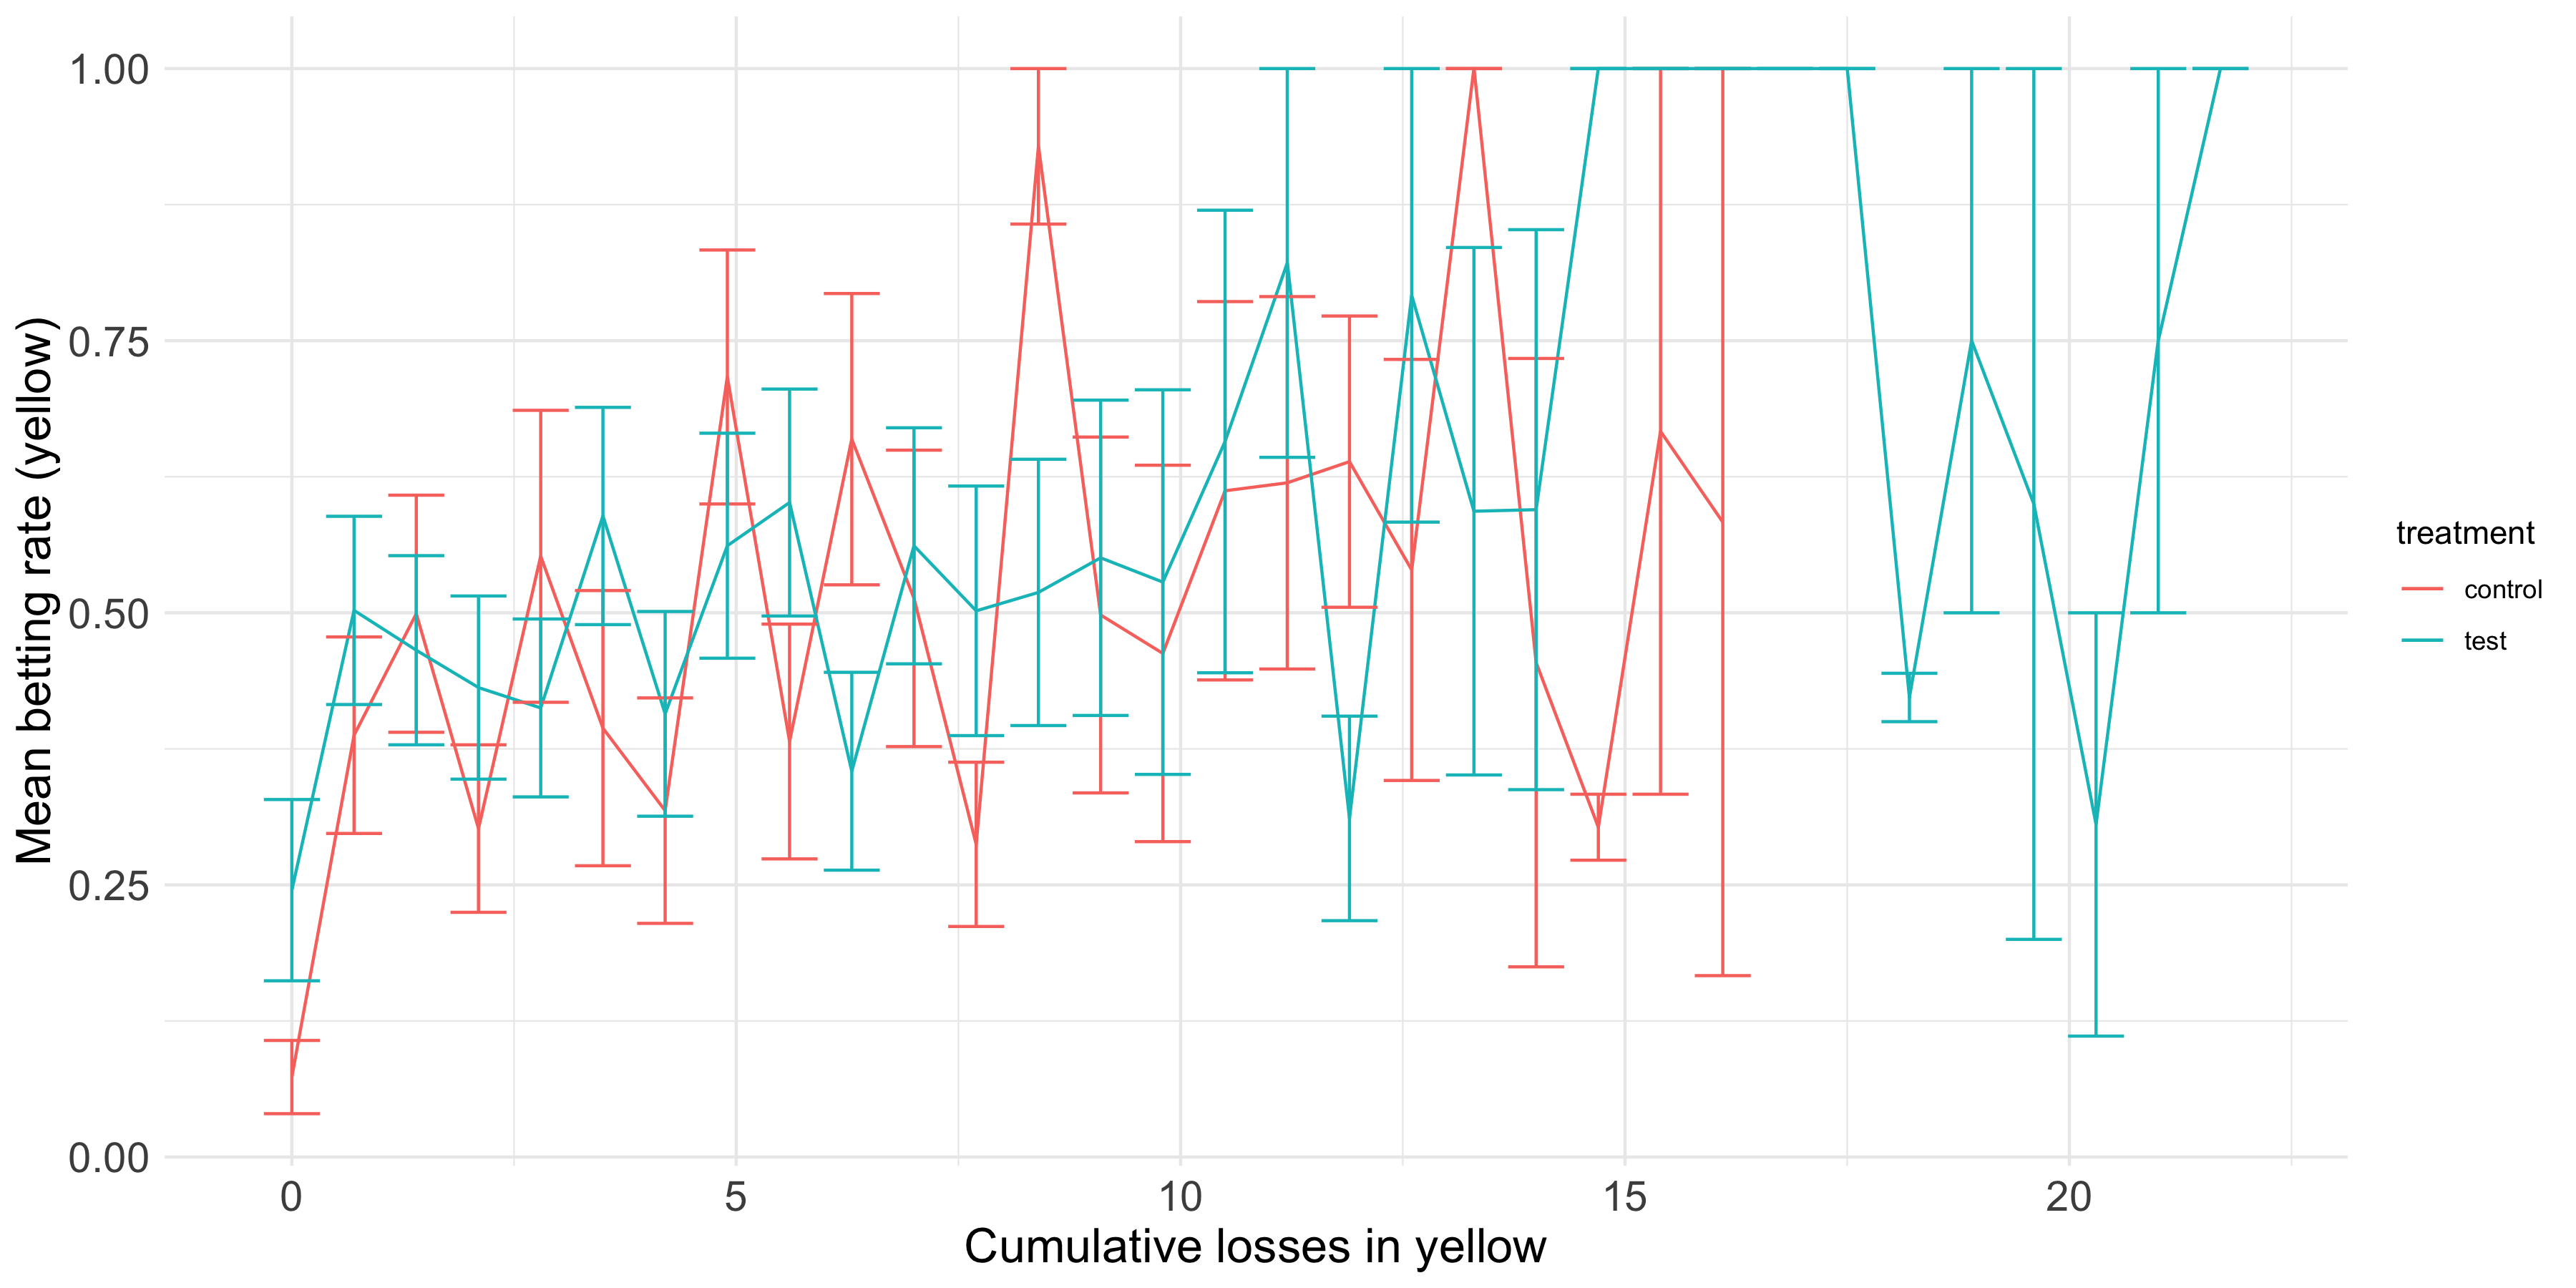 1.00
0.75
0.50
0.25
0.00
Mean betting rate (yellow)
0 5 10 15 20
Cumulative losses in yellow
treatment
control
test